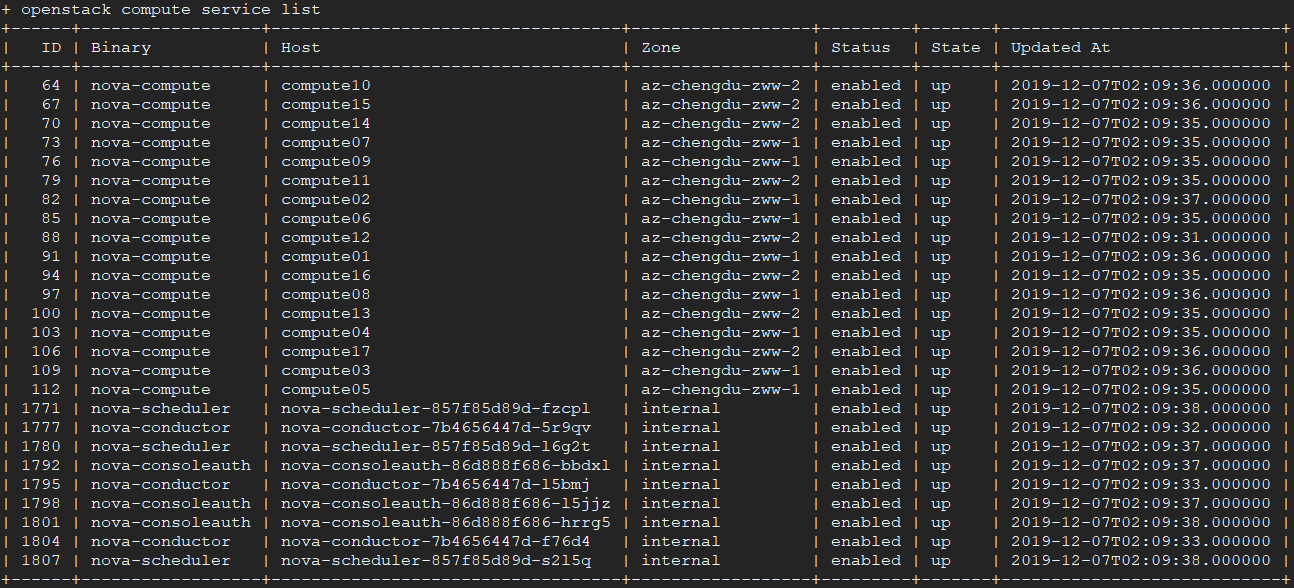 + openstack compute service list
+------+------------------+-----------------------------------+------------------+---------+-------+----------------------------+
|   ID | Binary           | Host                              | Zone             | Status  | State | Updated At                 |
+------+------------------+-----------------------------------+------------------+---------+-------+----------------------------+
|   64 | nova-compute     | compute10                         | az-chengdu-zww-2 | enabled | up    | 2019-12-07T02:09:36.000000 |
|   67 | nova-compute     | compute15                         | az-chengdu-zww-2 | enabled | up    | 2019-12-07T02:09:36.000000 |
|   70 | nova-compute     | compute14                         | az-chengdu-zww-2 | enabled | up    | 2019-12-07T02:09:35.000000 |
|   73 | nova-compute     | compute07                         | az-chengdu-zww-1 | enabled | up    | 2019-12-07T02:09:35.000000 |
|   76 | nova-compute     | compute09                         | az-chengdu-zww-1 | enabled | up    | 2019-12-07T02:09:35.000000 |
|   79 | nova-compute     | compute11                         | az-chengdu-zww-2 | enabled | up    | 2019-12-07T02:09:35.000000 |
|   82 | nova-compute     | compute02                         | az-chengdu-zww-1 | enabled | up    | 2019-12-07T02:09:37.000000 |
|   85 | nova-compute     | compute06                         | az-chengdu-zww-1 | enabled | up    | 2019-12-07T02:09:35.000000 |
|   88 | nova-compute     | compute12                         | az-chengdu-zww-2 | enabled | up    | 2019-12-07T02:09:31.000000 |
|   91 | nova-compute     | compute01                         | az-chengdu-zww-1 | enabled | up    | 2019-12-07T02:09:36.000000 |
|   94 | nova-compute     | compute16                         | az-chengdu-zww-2 | enabled | up    | 2019-12-07T02:09:35.000000 |
|   97 | nova-compute     | compute08                         | az-chengdu-zww-1 | enabled | up    | 2019-12-07T02:09:36.000000 |
|  100 | nova-compute     | compute13                         | az-chengdu-zww-2 | enabled | up    | 2019-12-07T02:09:35.000000 |
|  103 | nova-compute     | compute04                         | az-chengdu-zww-1 | enabled | up    | 2019-12-07T02:09:35.000000 |
|  106 | nova-compute     | compute17                         | az-chengdu-zww-2 | enabled | up    | 2019-12-07T02:09:36.000000 |
|  109 | nova-compute     | compute03                         | az-chengdu-zww-1 | enabled | up    | 2019-12-07T02:09:36.000000 |
|  112 | nova-compute     | compute05                         | az-chengdu-zww-1 | enabled | up    | 2019-12-07T02:09:35.000000 |
| 1771 | nova-scheduler   | nova-scheduler-857f85d89d-fzcpl   | internal         | enabled | up    | 2019-12-07T02:09:38.000000 |
| 1777 | nova-conductor   | nova-conductor-7b4656447d-5r9qv   | internal         | enabled | up    | 2019-12-07T02:09:32.000000 |
| 1780 | nova-scheduler   | nova-scheduler-857f85d89d-l6g2t   | internal         | enabled | up    | 2019-12-07T02:09:37.000000 |
| 1792 | nova-consoleauth | nova-consoleauth-86d888f686-bbdxl | internal         | enabled | up    | 2019-12-07T02:09:37.000000 |
| 1795 | nova-conductor   | nova-conductor-7b4656447d-l5bmj   | internal         | enabled | up    | 2019-12-07T02:09:33.000000 |
| 1798 | nova-consoleauth | nova-consoleauth-86d888f686-l5jjz | internal         | enabled | up    | 2019-12-07T02:09:37.000000 |
| 1801 | nova-consoleauth | nova-consoleauth-86d888f686-hrrg5 | internal         | enabled | up    | 2019-12-07T02:09:38.000000 |
| 1804 | nova-conductor   | nova-conductor-7b4656447d-f76d4   | internal         | enabled | up    | 2019-12-07T02:09:33.000000 |
| 1807 | nova-scheduler   | nova-scheduler-857f85d89d-s2l5q   | internal         | enabled | up    | 2019-12-07T02:09:38.000000 |
+------+------------------+-----------------------------------+------------------+---------+-------+----------------------------+